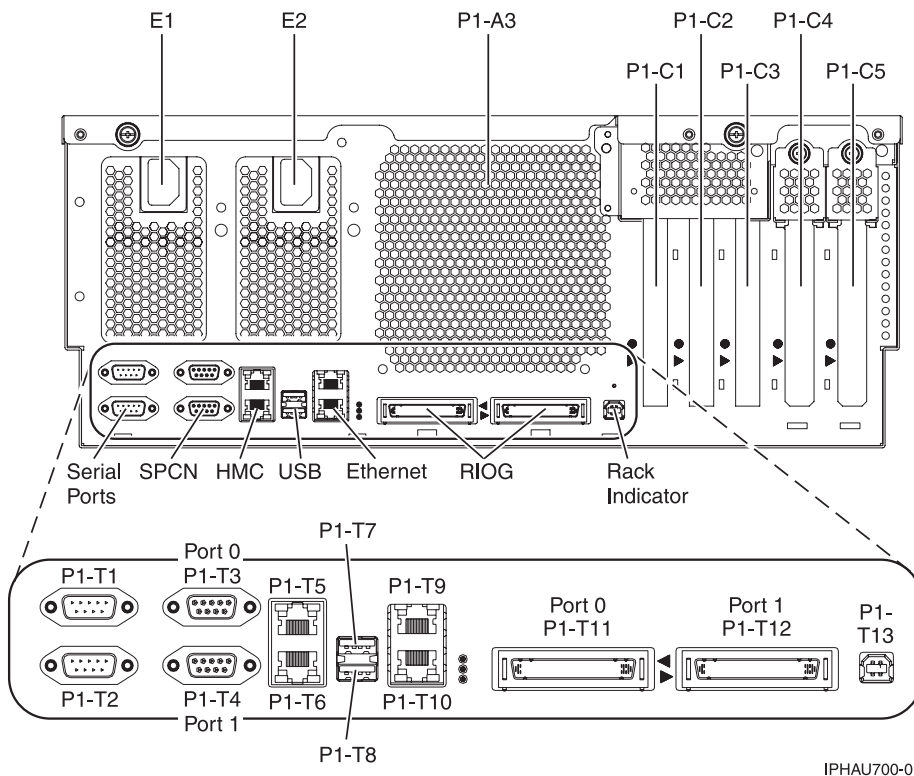 E1 E2 P1-A3 P1-C2 P1-C4
P1-C1 P1-C3 P1-C5
Serial Ports SPCN HMC USB Ethernet RIOG Rack Indicator
P1-T7
Port 0
P1-T1 P1-T3 P1-T5 P1-T9 Port 0 P1-T11 Port 1 P1-T12 P1-T13
P1-T2 P1-T4 P1-T6 P1-T10
Port 1
P1-T8
IPHAU700-0